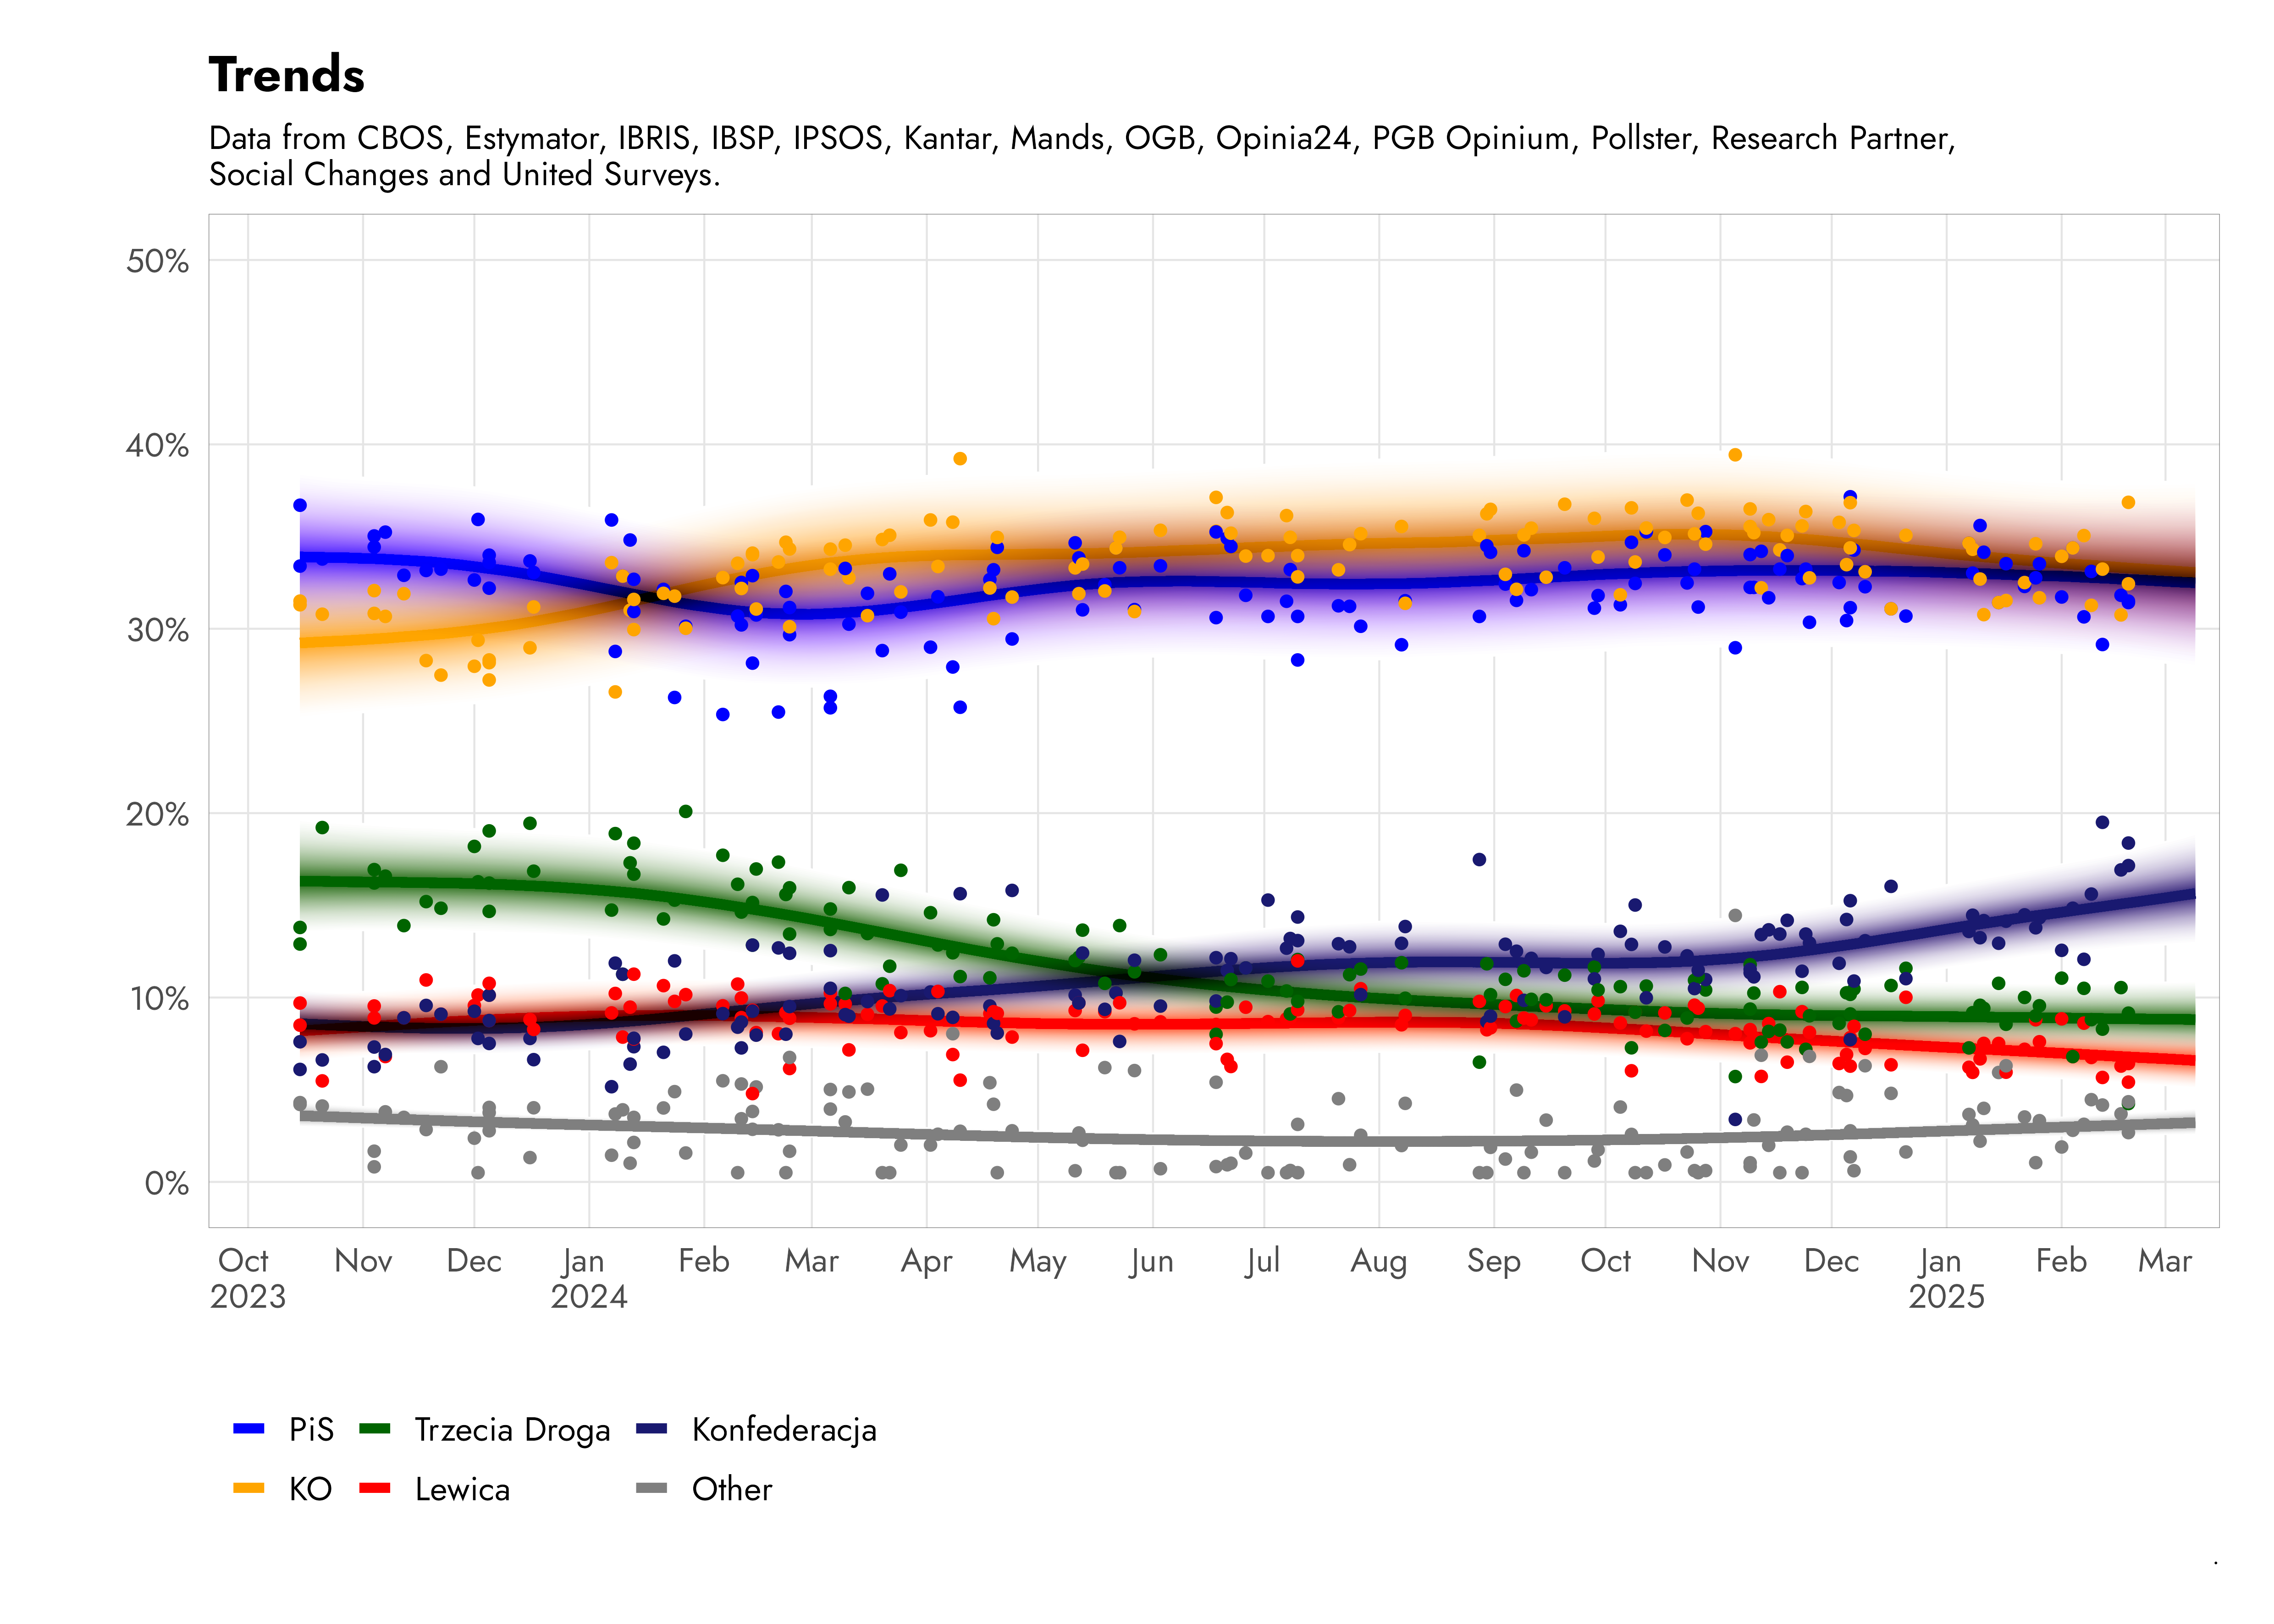 Trends
Data from CBOS, Estymator, IBRIS, IBSP, IPSOS, Kantar, Mands, OGB, Opinia24, PGB Opinium, Pollster, Research Partner,
Social Changes and United Surveys.
50%
40%
30%
20%
10%
0%
Oct Nov Dec Jan Feb Mar Apr May Jun Jul Aug Sep Oct Nov Dec Jan Feb Mar
2023 2024 2025
PiS Trzecia Droga Konfederacja
KO Lewica Other
.